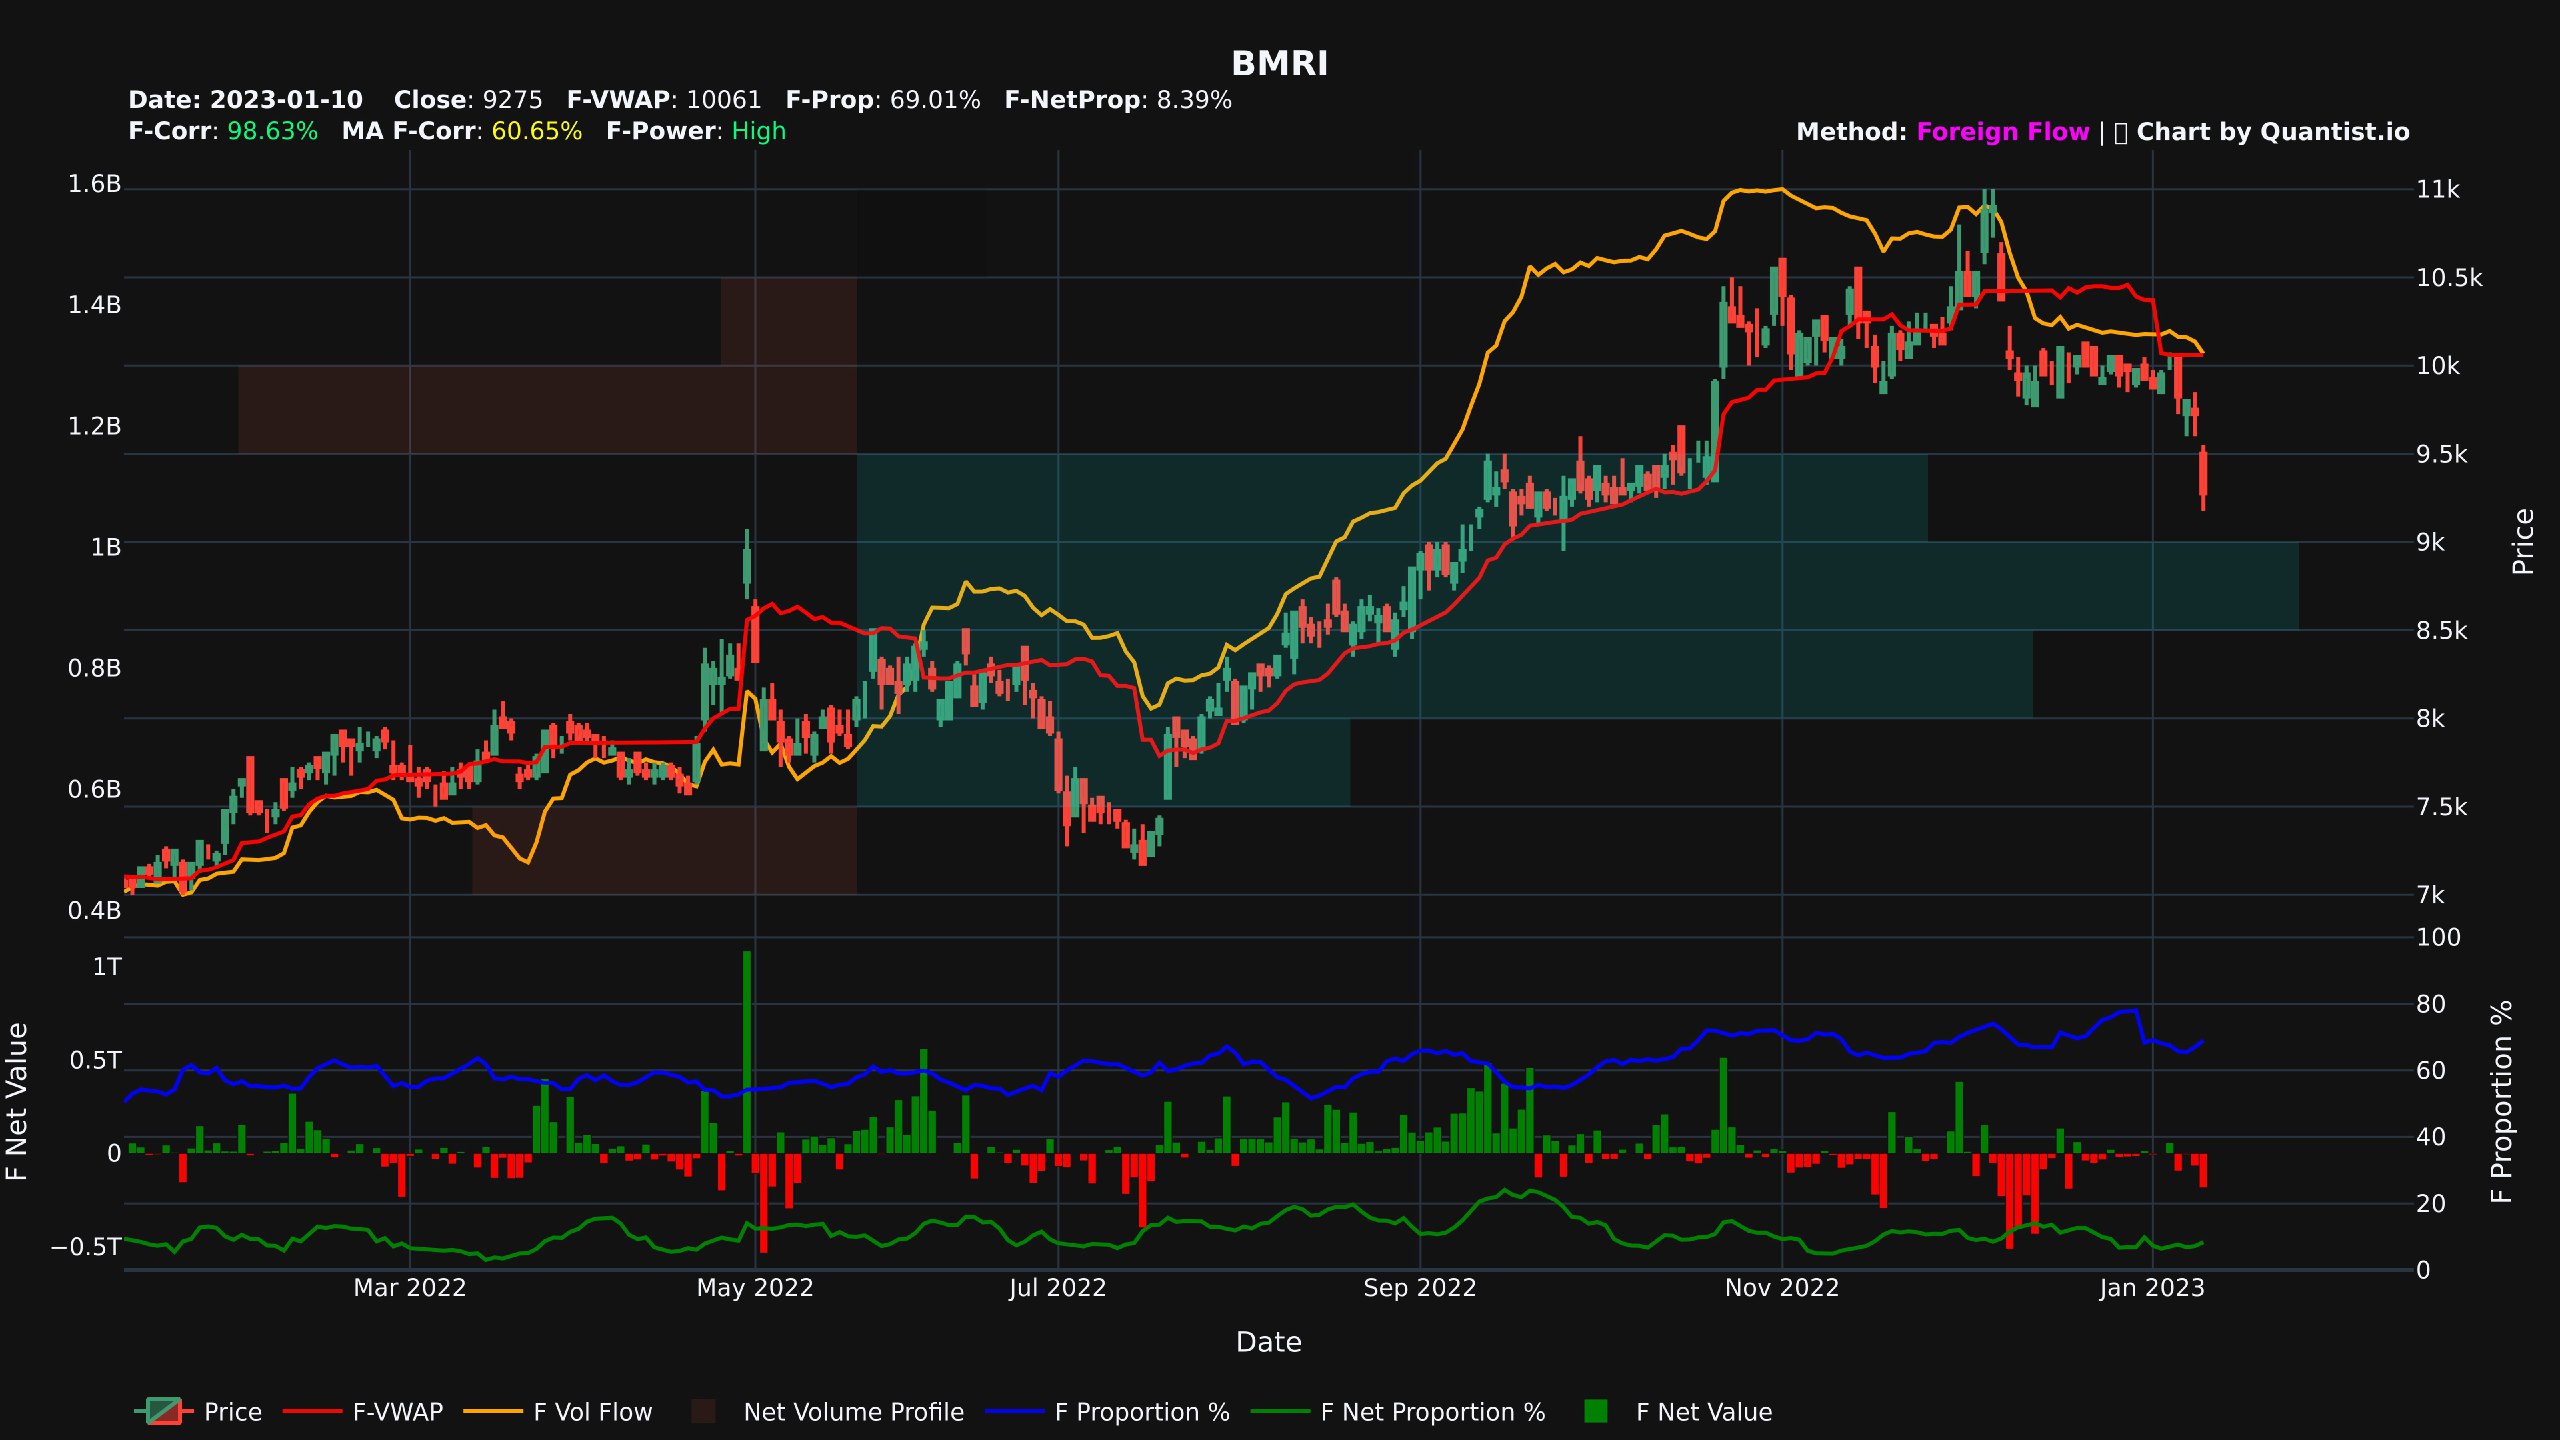 BMRI
Date: 2023-01-10 Close: 9275 F-VWAP: 10061 F-Prop: 69.01% F-NetProp: 8.39%
F-Corr: 98.63% MA F-Corr: 60.65% F-Power: High
Method: Foreign Flow | Chart by Quantist.io
1.6B
1.4B
1.2B
1B
0.8B
0.6B
0.4B
11k
10.5k
10k
9.5k
9k
8.5k
8k
7.5k
7k
Price
1T
0.5T
0
−0.5T
F Net Value
100
80
60
40
20
0
F Proportion %
Mar 2022
May 2022
Jul 2022
Sep 2022
Nov 2022
Jan 2023
Date
Price F-VWAP F Vol Flow Net Volume Profile F Proportion % F Net Proportion % F Net Value